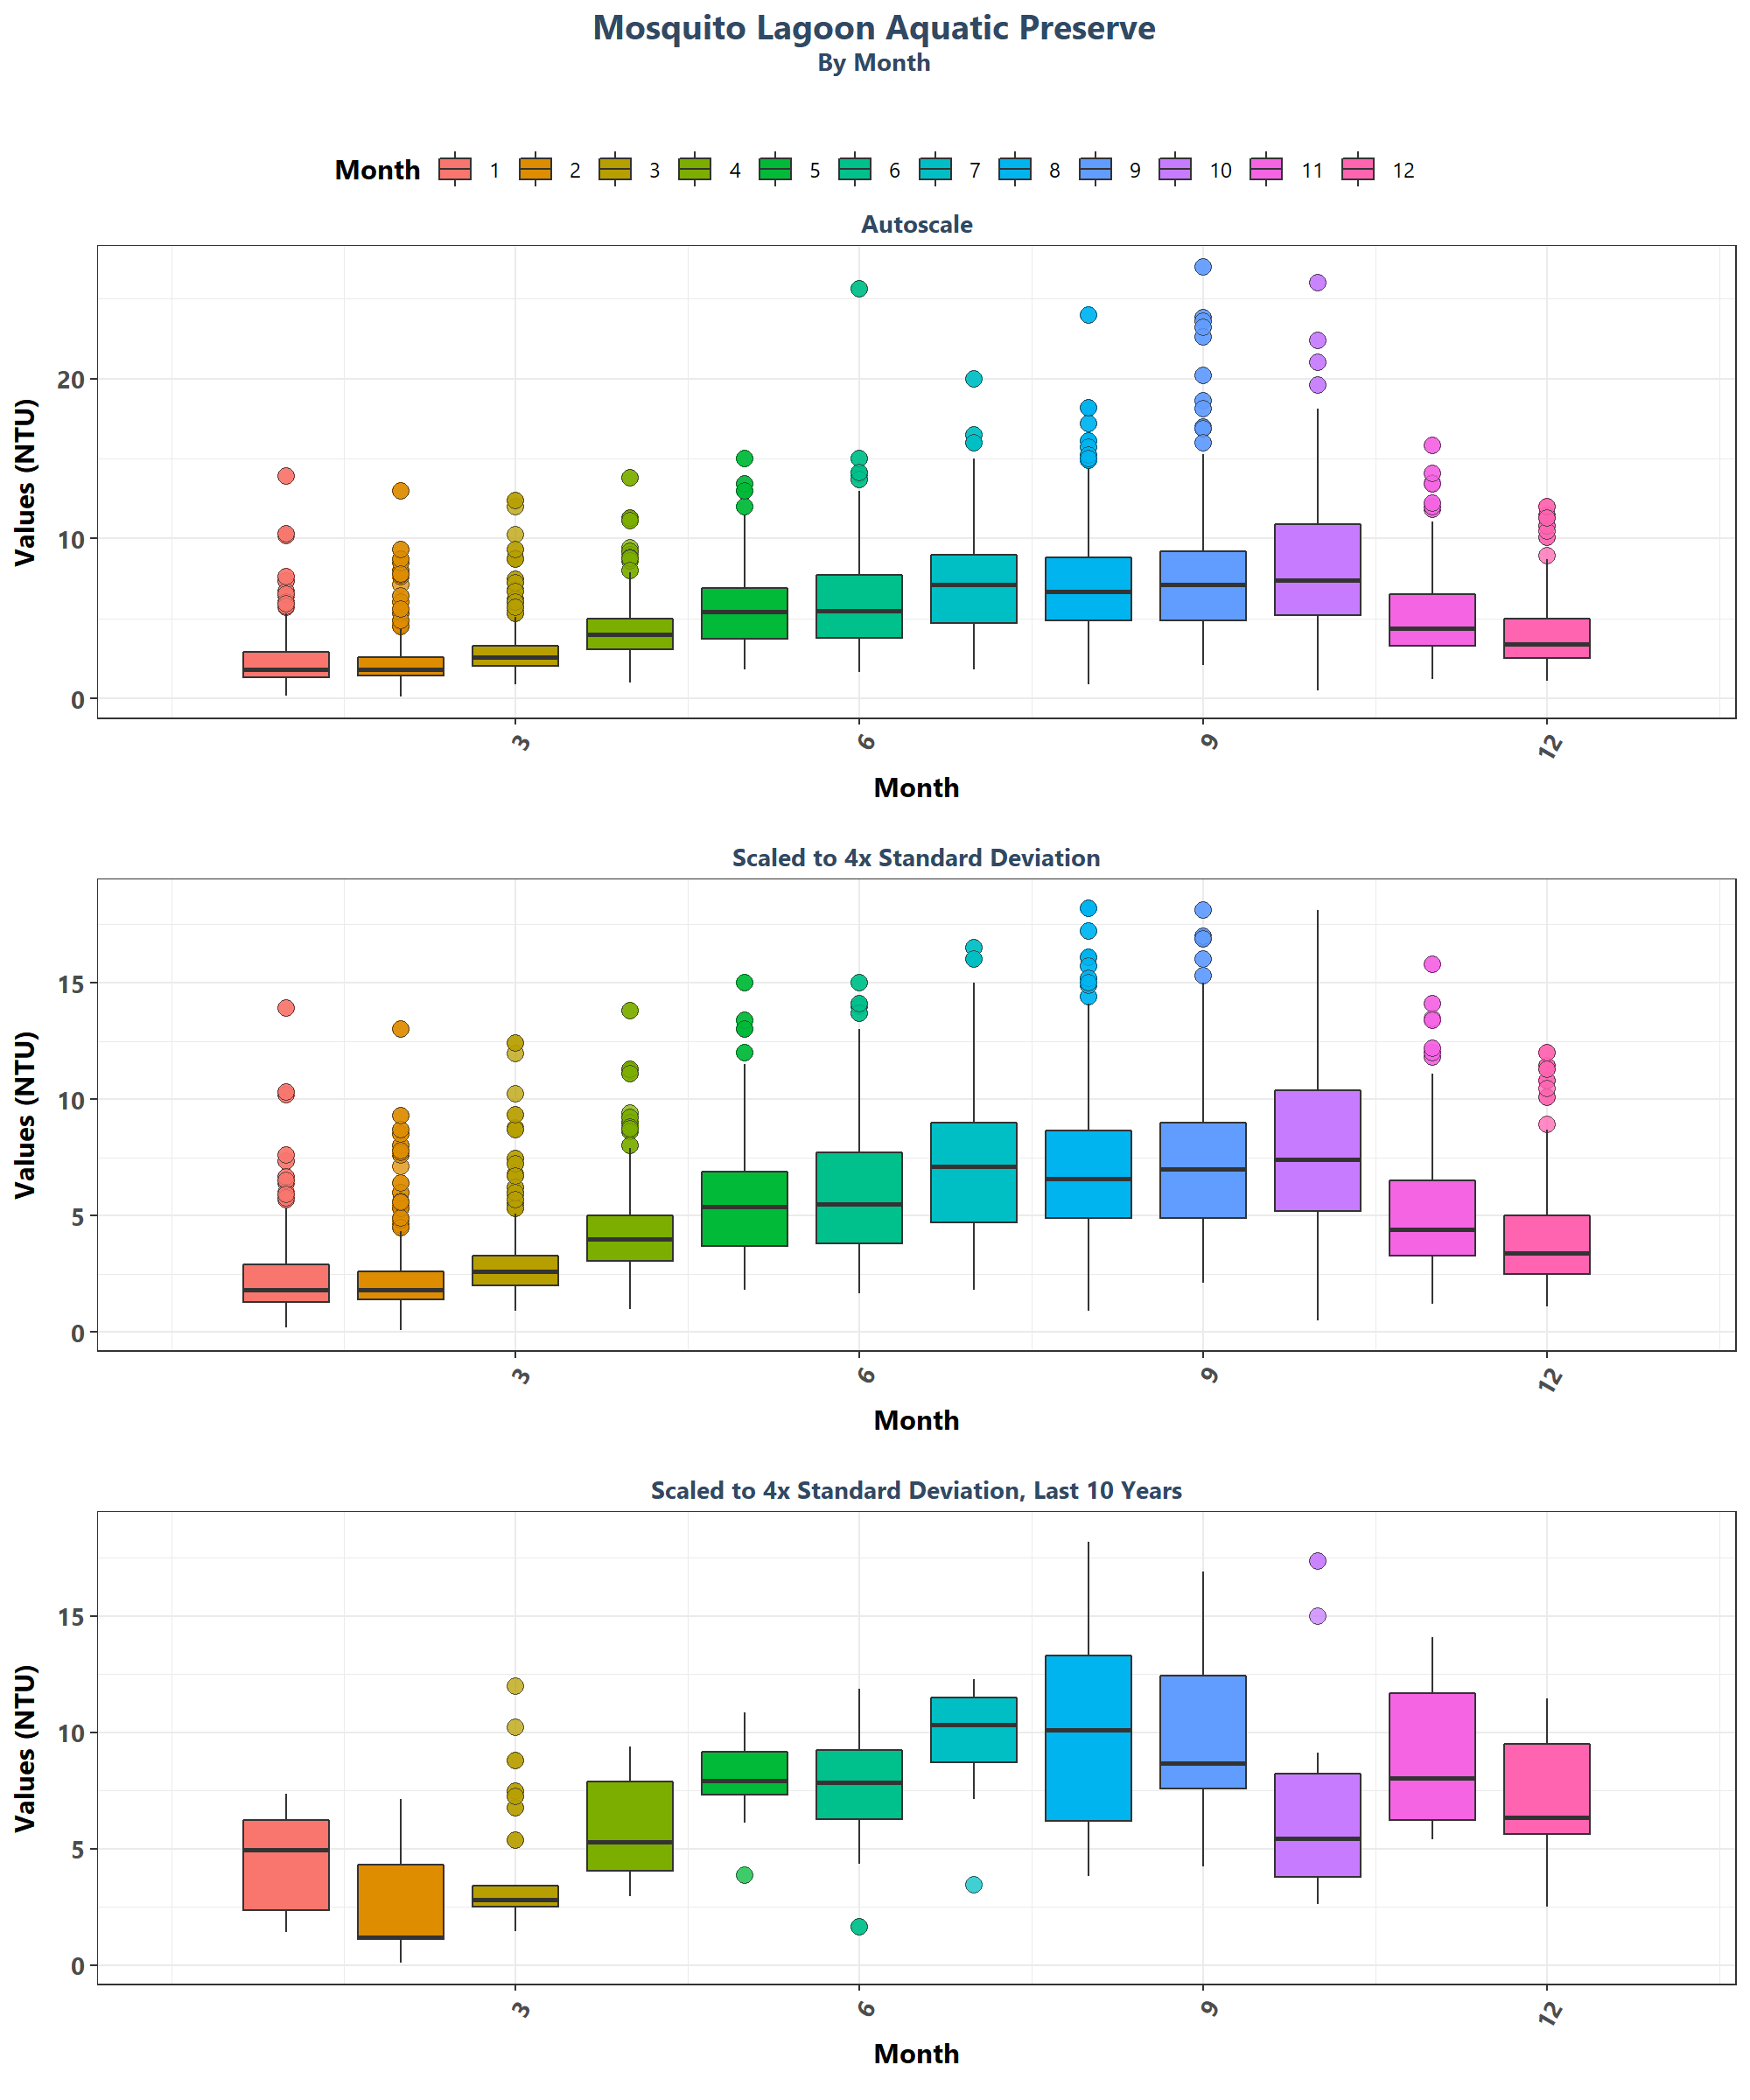 Mosquito Lagoon Aquatic Preserve
By Month
Month 1 2 3 4 5 6 7 8 9 10 11 12
Autoscale
Values (NTU)
20
10
0
3 6 9 12
Month
Scaled to 4x Standard Deviation
Values (NTU)
15
10
5
0
3 6 9 12
Month
Scaled to 4x Standard Deviation, Last 10 Years
Values (NTU)
15
10
5
0
3 6 9 12
Month